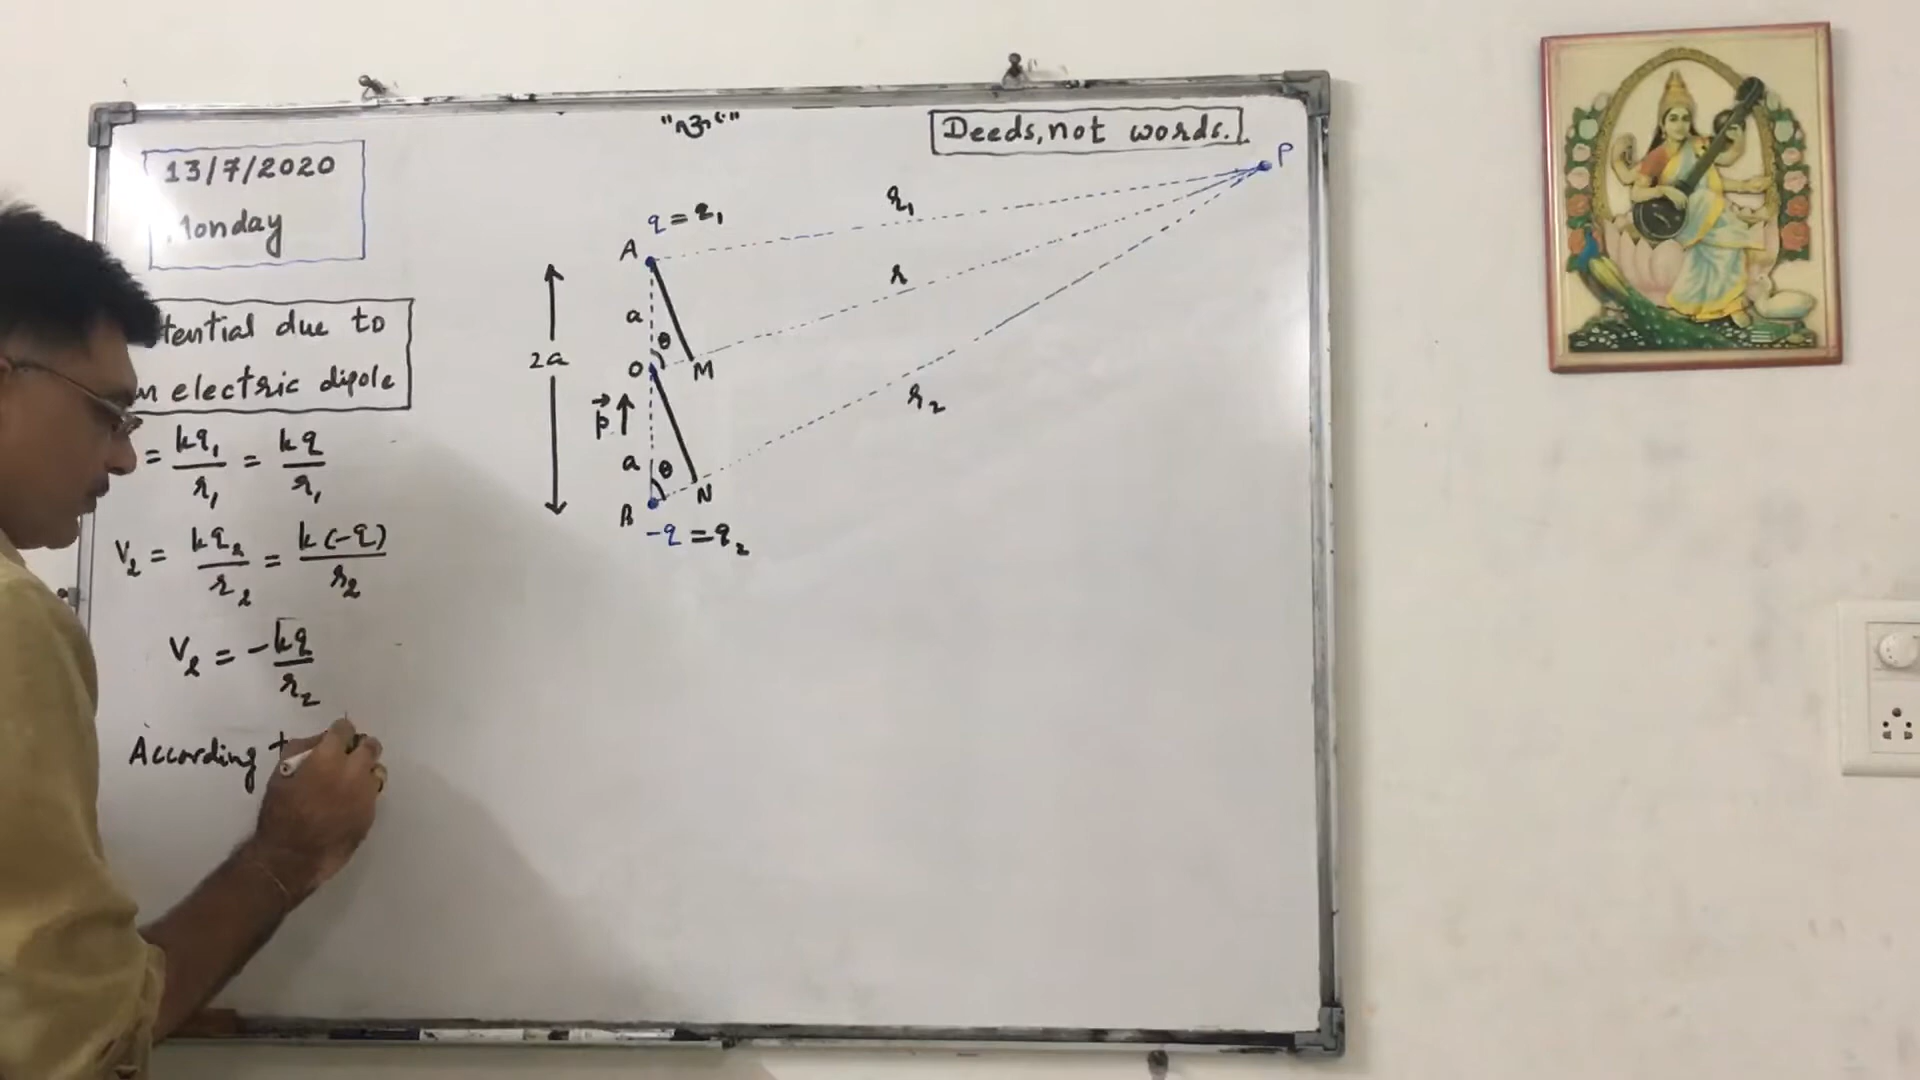 13/7/2020
Monday
Deeds, not words.
tential due to
n electric dipole
= kq₁/r₁ = kq/r₁
V₂ = kq₂/r₂ = k(-q)/r₂
V₂ = -kq/r₂
According t
q = q₁
A
a
θ
O
M
2a
p⃗
a
θ
N
B
-q = q₂
r₁
r
r₂
P